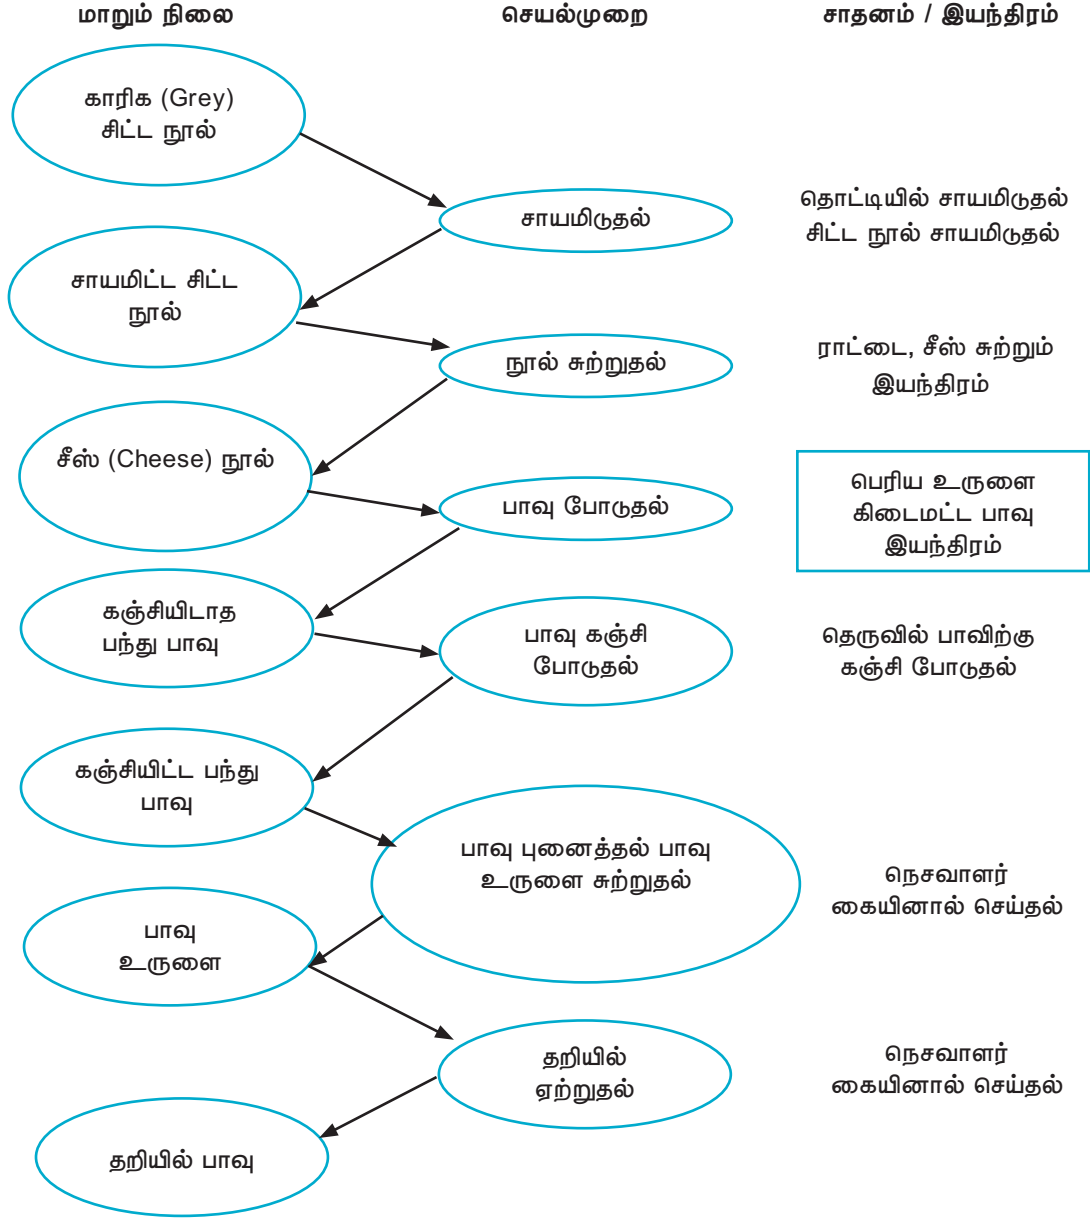 மாறும் நிலை
செயல்முறை
சாதனம் / இயந்திரம்
காரிக (Grey)
சிட்ட நூல்
சாயமிடுதல்
தொட்டியில் சாயமிடுதல்
சிட்ட நூல் சாயமிடுதல்
சாயமிட்ட சிட்ட
நூல்
நூல் சுற்றுதல்
ராட்டை, சீஸ் சுற்றும்
இயந்திரம்
சீஸ் (Cheese) நூல்
பாவு போடுதல்
பெரிய உருளை
கிடைமட்ட பாவு
இயந்திரம்
கஞ்சியிடாத
பந்து பாவு
பாவு கஞ்சி
போடுதல்
தெருவில் பாவிற்கு
கஞ்சி போடுதல்
கஞ்சியிட்ட பந்து
பாவு
பாவு புனைத்தல் பாவு
உருளை சுற்றுதல்
நெசவாளர்
கையினால் செய்தல்
பாவு
உருளை
தறியில்
ஏற்றுதல்
நெசவாளர்
கையினால் செய்தல்
தறியில் பாவு